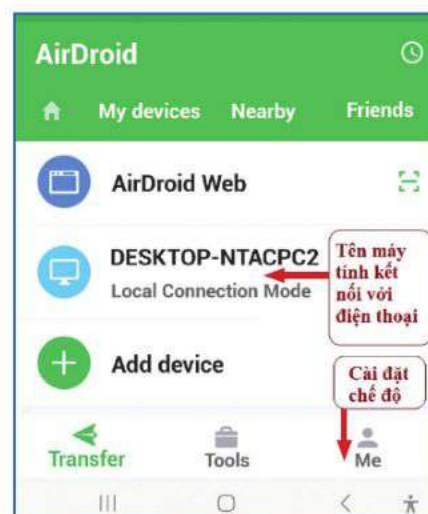 AirDroid
My devices Nearby Friends
AirDroid Web
DESKTOP-NTACPC2
Local Connection Mode
Tên máy
tính kết
nối với
điện thoại
Add device
Cài đặt
chế độ
Transfer Tools Me